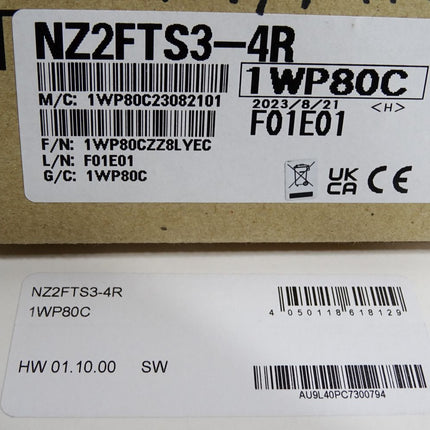 NZ2FTS3-4R
1WP80C
M/C: 1WP80C23082101
2023/8/21 <H>
F01E01
F/N: 1WP80CZZ8LYEC
L/N: F01E01
G/C: 1WP80C
UK
CA
CE
NZ2FTS3-4R
1WP80C
4 050118 618129
HW 01.10.00 SW
AU9L40PC7300794